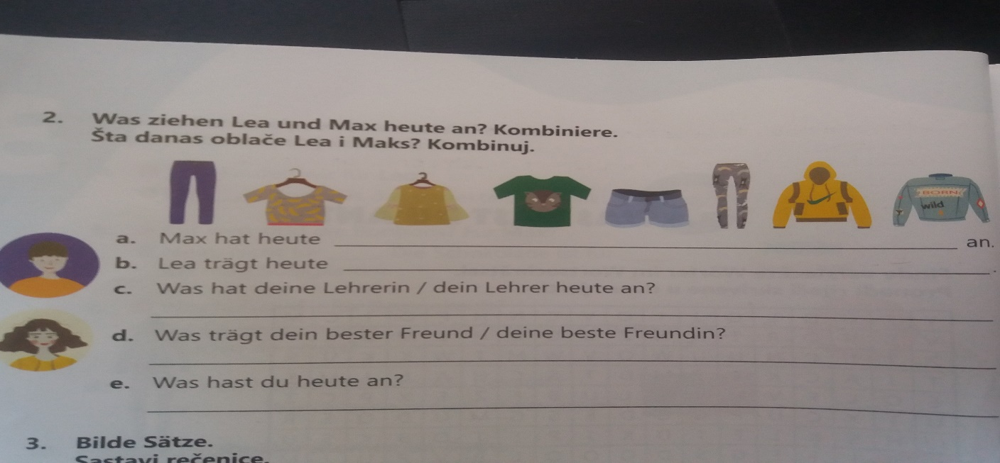 BORN
wild
2. Was ziehen Lea und Max heute an? Kombiniere.
Šta danas oblače Lea i Maks? Kombinuj.
a. Max hat heute ______ an.
b. Lea trägt heute ______.
c. Was hat deine Lehrerin / dein Lehrer heute an?
d. Was trägt dein bester Freund / deine beste Freundin?
e. Was hast du heute an?
3. Bilde Sätze.
Sastavi rečenice.